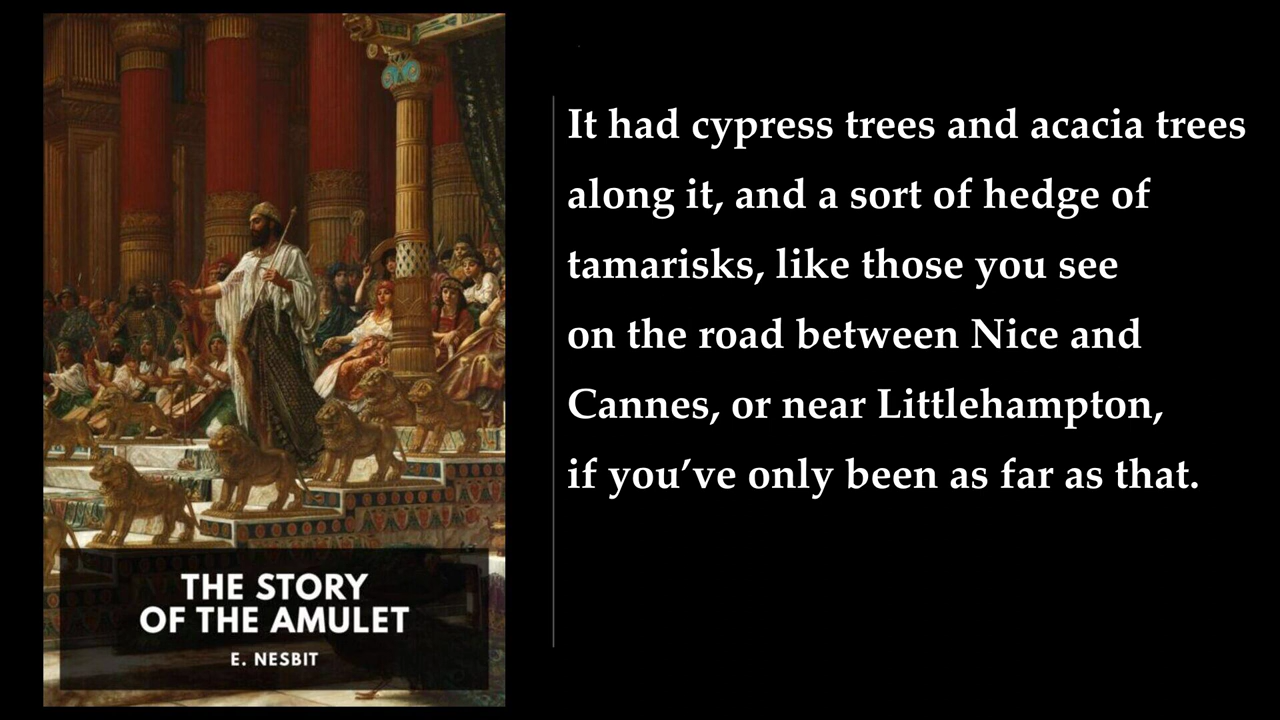 THE STORY
OF THE AMULET
E. NESBIT
It had cypress trees and acacia trees
along it, and a sort of hedge of
tamarisks, like those you see
on the road between Nice and
Cannes, or near Littlehampton,
if you’ve only been as far as that.